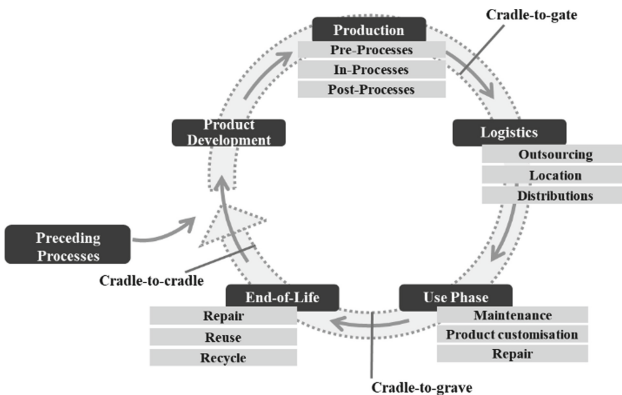 Cradle-to-gate
Production
Pre-Processes
In-Processes
Post-Processes
Product
Development
Logistics
Outsourcing
Location
Distributions
Preceding
Processes
Cradle-to-cradle
End-of-Life
Repair
Reuse
Recycle
Use Phase
Maintenance
Product customisation
Repair
Cradle-to-grave